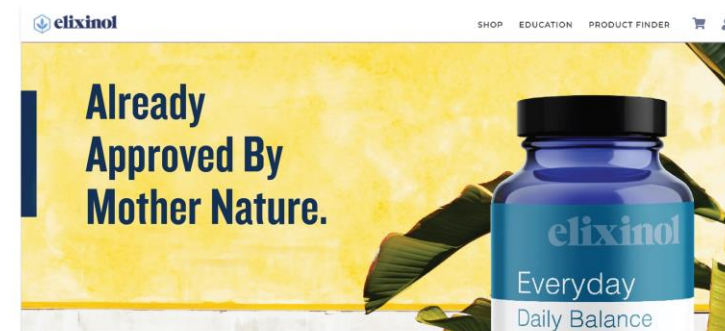 elixinol
SHOP EDUCATION PRODUCT FINDER
Already
Approved By
Mother Nature.
elixinol
Everyday
Daily Balance